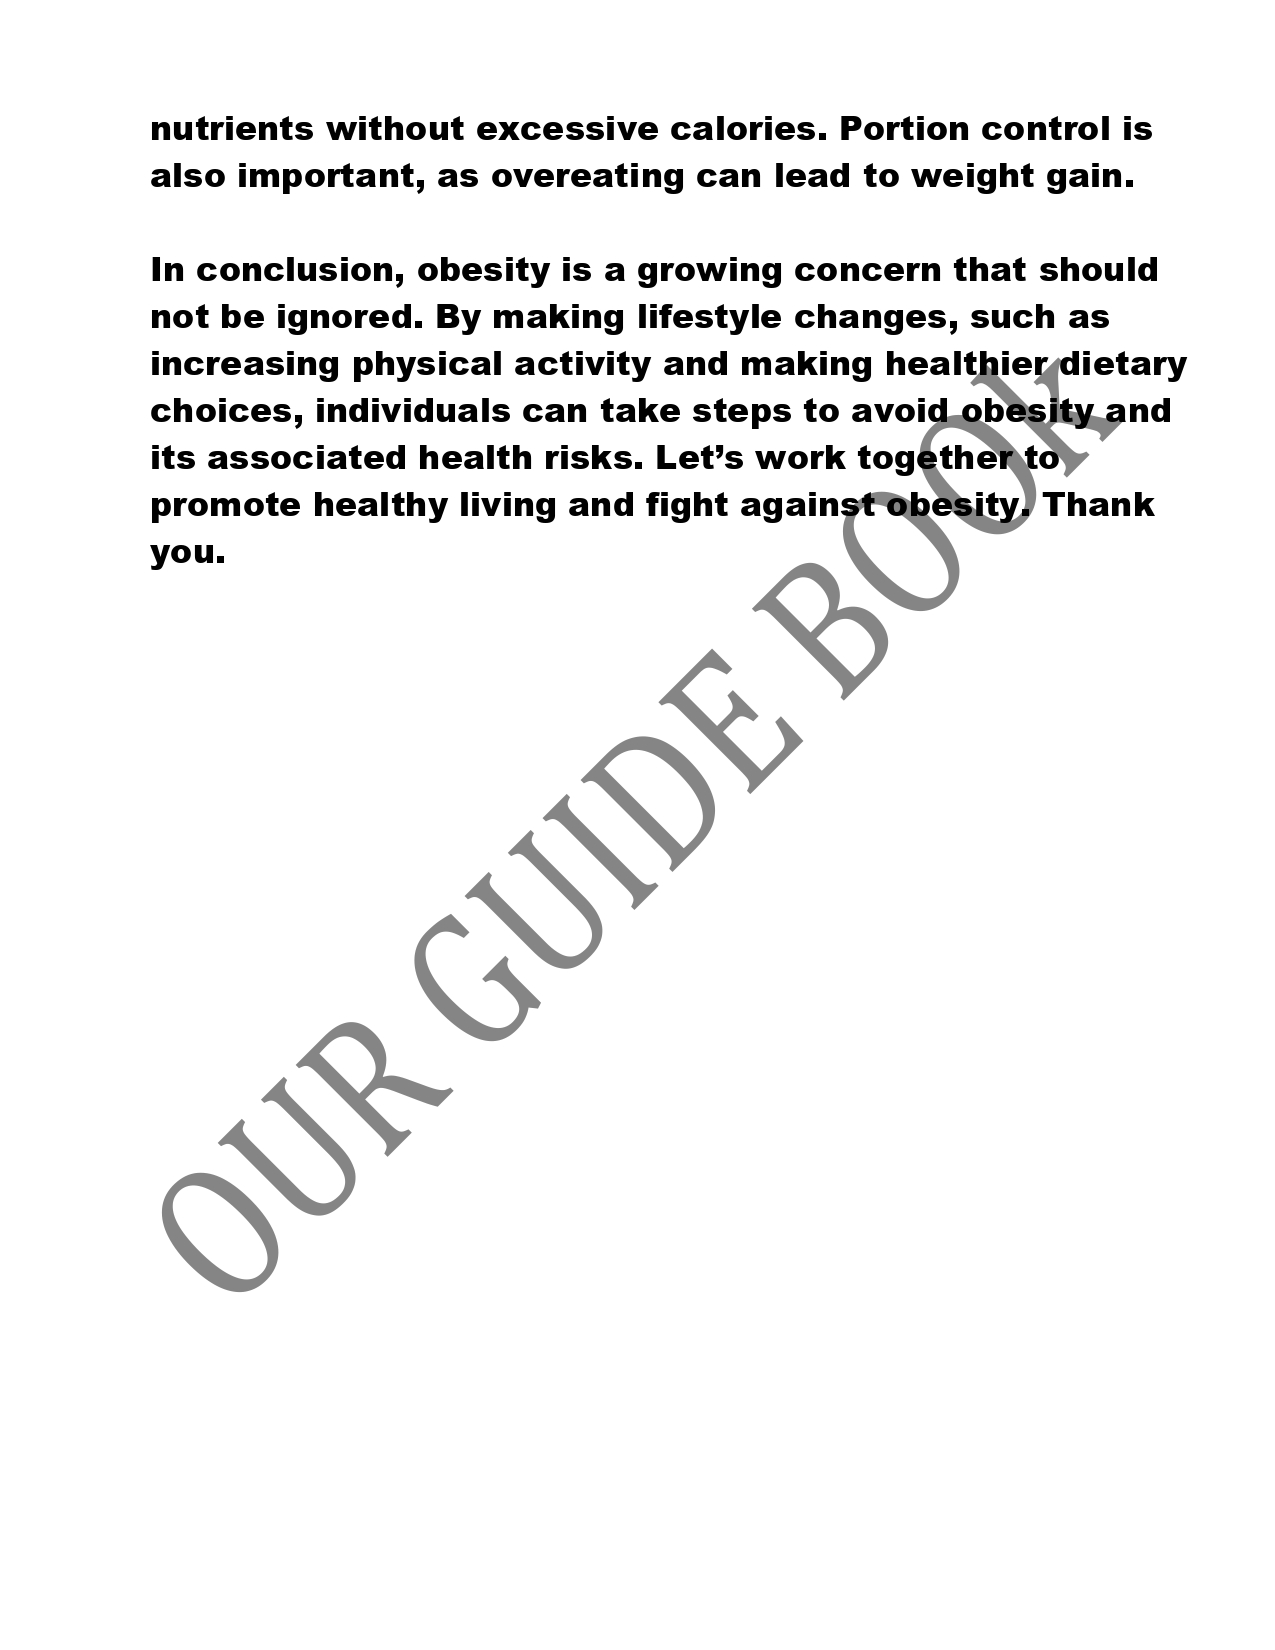 nutrients without excessive calories. Portion control is
also important, as overeating can lead to weight gain.
In conclusion, obesity is a growing concern that should
not be ignored. By making lifestyle changes, such as
increasing physical activity and making healthier dietary
choices, individuals can take steps to avoid obesity and
its associated health risks. Let’s work together to
promote healthy living and fight against obesity. Thank
you.
OUR GUIDE BOOk